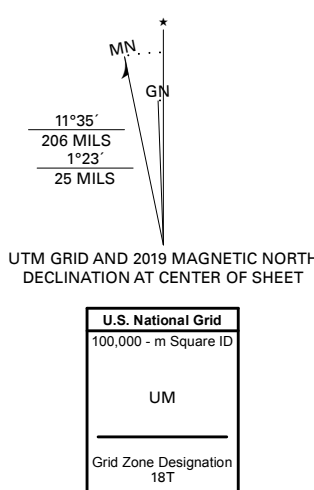 ★
MN
GN
11°35´
206 MILS
1°23´
25 MILS
UTM GRID AND 2019 MAGNETIC NORTH
DECLINATION AT CENTER OF SHEET
U.S. National Grid
100,000 - m Square ID
UM
Grid Zone Designation
18T